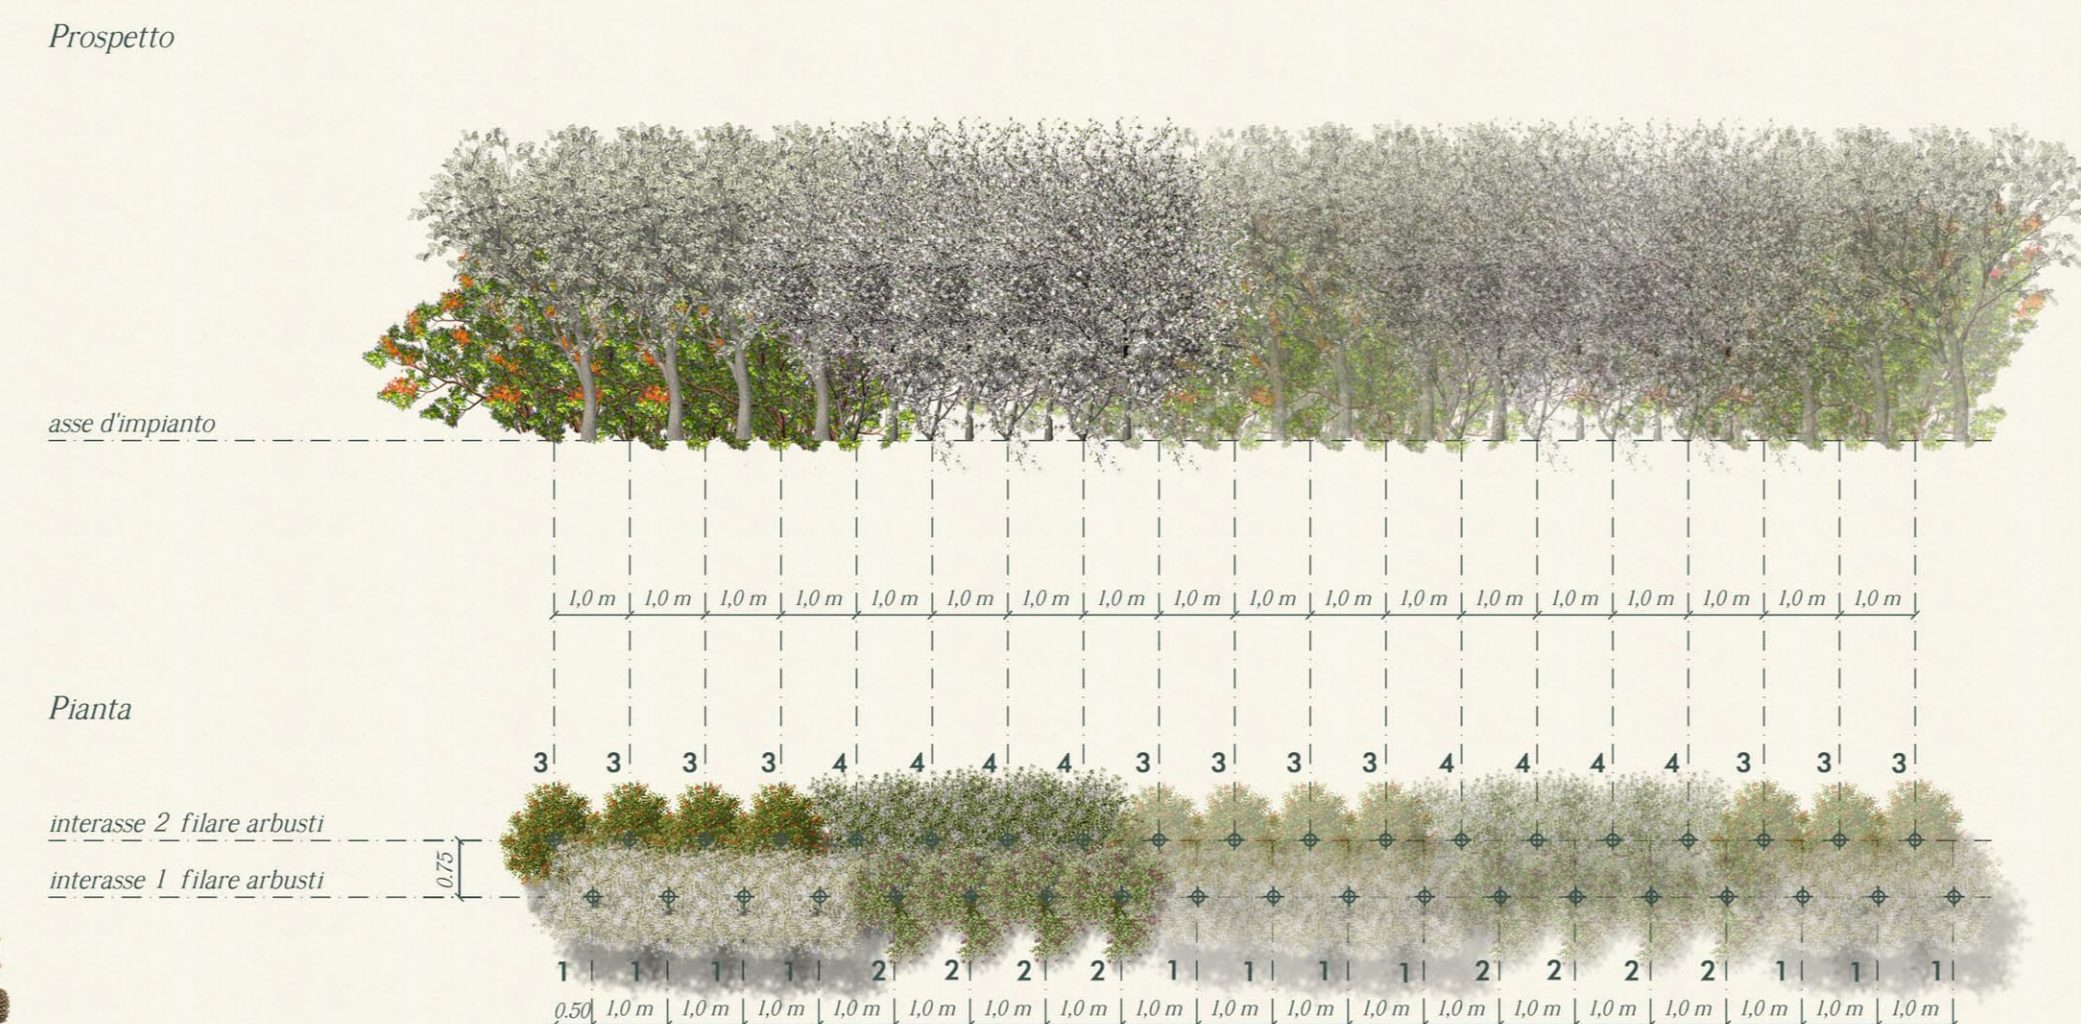 Prospetto
asse d'impianto
1,0 m 1,0 m 1,0 m 1,0 m 1,0 m 1,0 m 1,0 m 1,0 m 1,0 m 1,0 m 1,0 m 1,0 m 1,0 m 1,0 m 1,0 m 1,0 m 1,0 m 1,0 m
Pianta
3 3 3 3 4 4 4 4 3 3 3 3 4 4 4 4 3 3 3
interasse 2 filare arbusti
0.75
interasse 1 filare arbusti
1 1 1 1 2 2 2 2 1 1 1 1 2 2 2 2 1 1 1
0.50 1,0 m 1,0 m 1,0 m 1,0 m 1,0 m 1,0 m 1,0 m 1,0 m 1,0 m 1,0 m 1,0 m 1,0 m 1,0 m 1,0 m 1,0 m 1,0 m 1,0 m 1,0 m